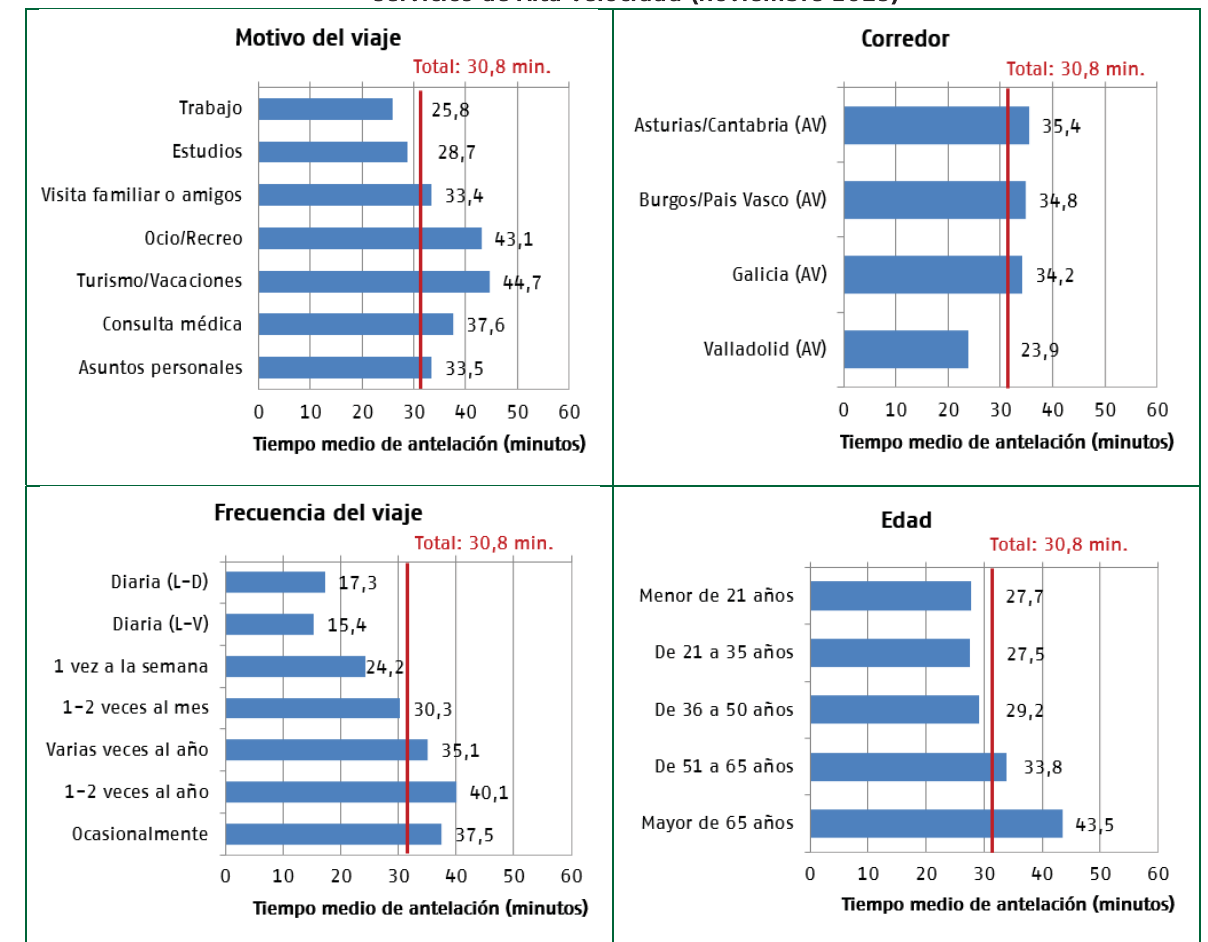 Motivo del viaje
Total: 30,8 min.
Trabajo 25,8
Estudios 28,7
Visita familiar o amigos 33,4
Ocio/Recreo 43,1
Turismo/Vacaciones 44,7
Consulta médica 37,6
Asuntos personales 33,5
0 10 20 30 40 50 60
Tiempo medio de antelación (minutos)
Corredor
Total: 30,8 min.
Asturias/Cantabria (AV) 35,4
Burgos/Pais Vasco (AV) 34,8
Galicia (AV) 34,2
Valladolid (AV) 23,9
0 10 20 30 40 50 60
Tiempo medio de antelación (minutos)
Frecuencia del viaje
Total: 30,8 min.
Diaria (L-D) 17,3
Diaria (L-V) 15,4
1 vez a la semana 24,2
1-2 veces al mes 30,3
Varias veces al año 35,1
1-2 veces al año 40,1
Ocasionalmente 37,5
0 10 20 30 40 50 60
Tiempo medio de antelación (minutos)
Edad
Total: 30,8 min.
Menor de 21 años 27,7
De 21 a 35 años 27,5
De 36 a 50 años 29,2
De 51 a 65 años 33,8
Mayor de 65 años 43,5
0 10 20 30 40 50 60
Tiempo medio de antelación (minutos)